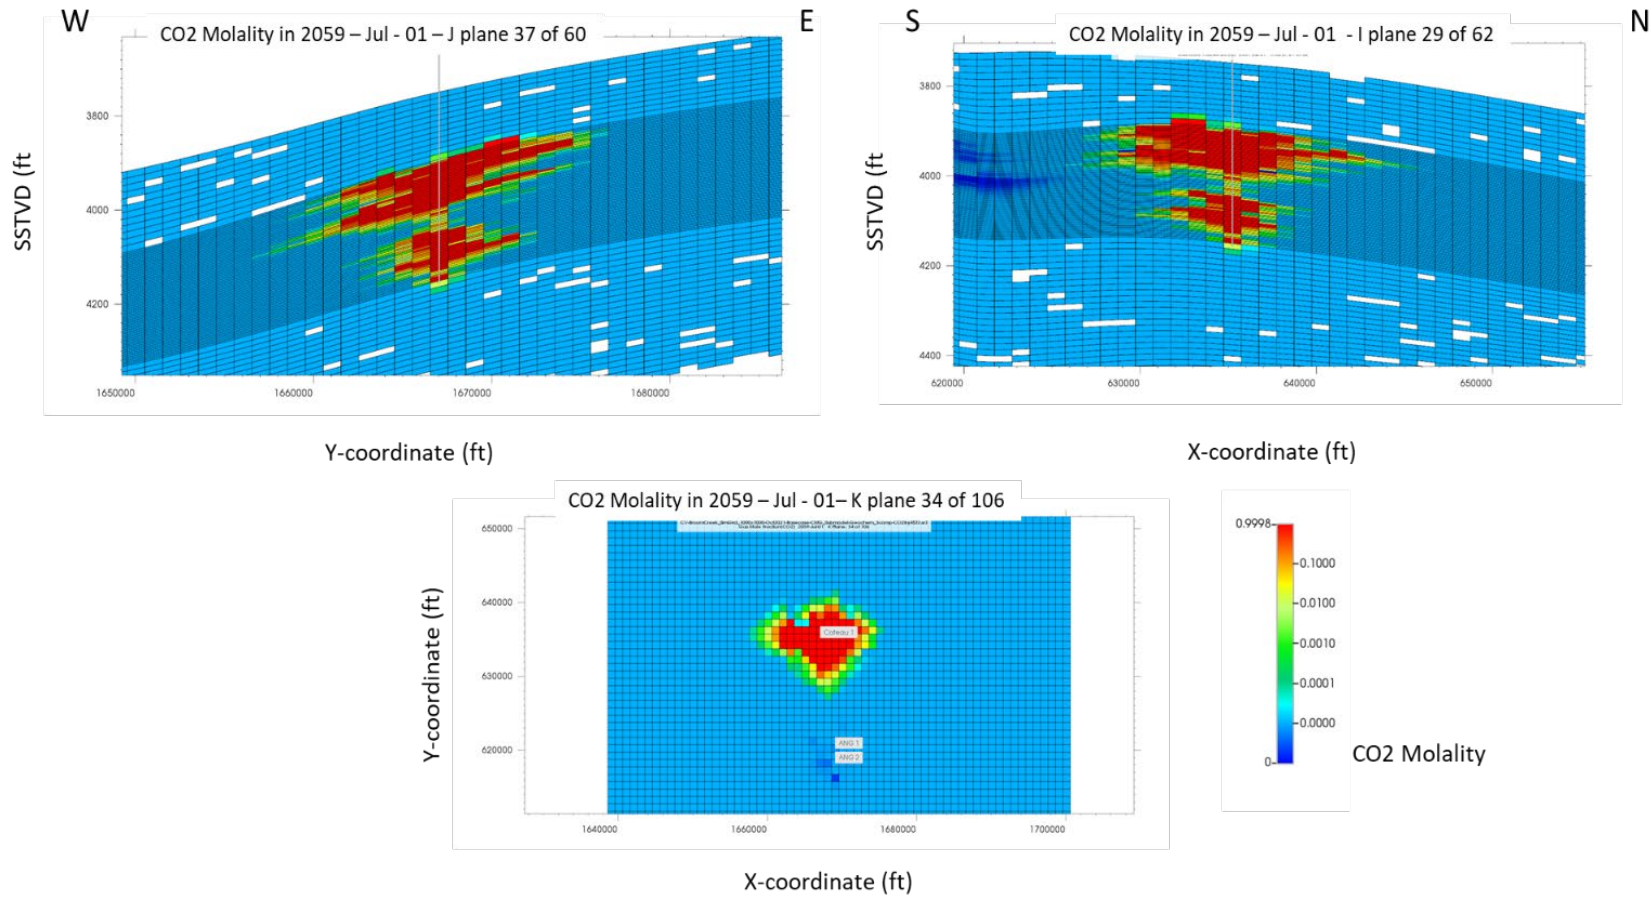 W
E
CO2 Molality in 2059 – Jul - 01 – J plane 37 of 60
SSTVD (ft
3800
4000
4200
1650000
1660000
1670000
1680000
Y-coordinate (ft)
S
N
CO2 Molality in 2059 – Jul - 01 - I plane 29 of 62
SSTVD (ft
3800
4000
4200
4400
620000
630000
640000
650000
X-coordinate (ft)
CO2 Molality in 2059 – Jul - 01– K plane 34 of 106
Y-coordinate (ft)
650000
640000
630000
620000
Coteau 1
ANG 1
ANG 2
1640000
1660000
1680000
1700000
X-coordinate (ft)
0.9998
0.1000
0.0100
0.0010
0.0001
0.0000
0
CO2 Molality